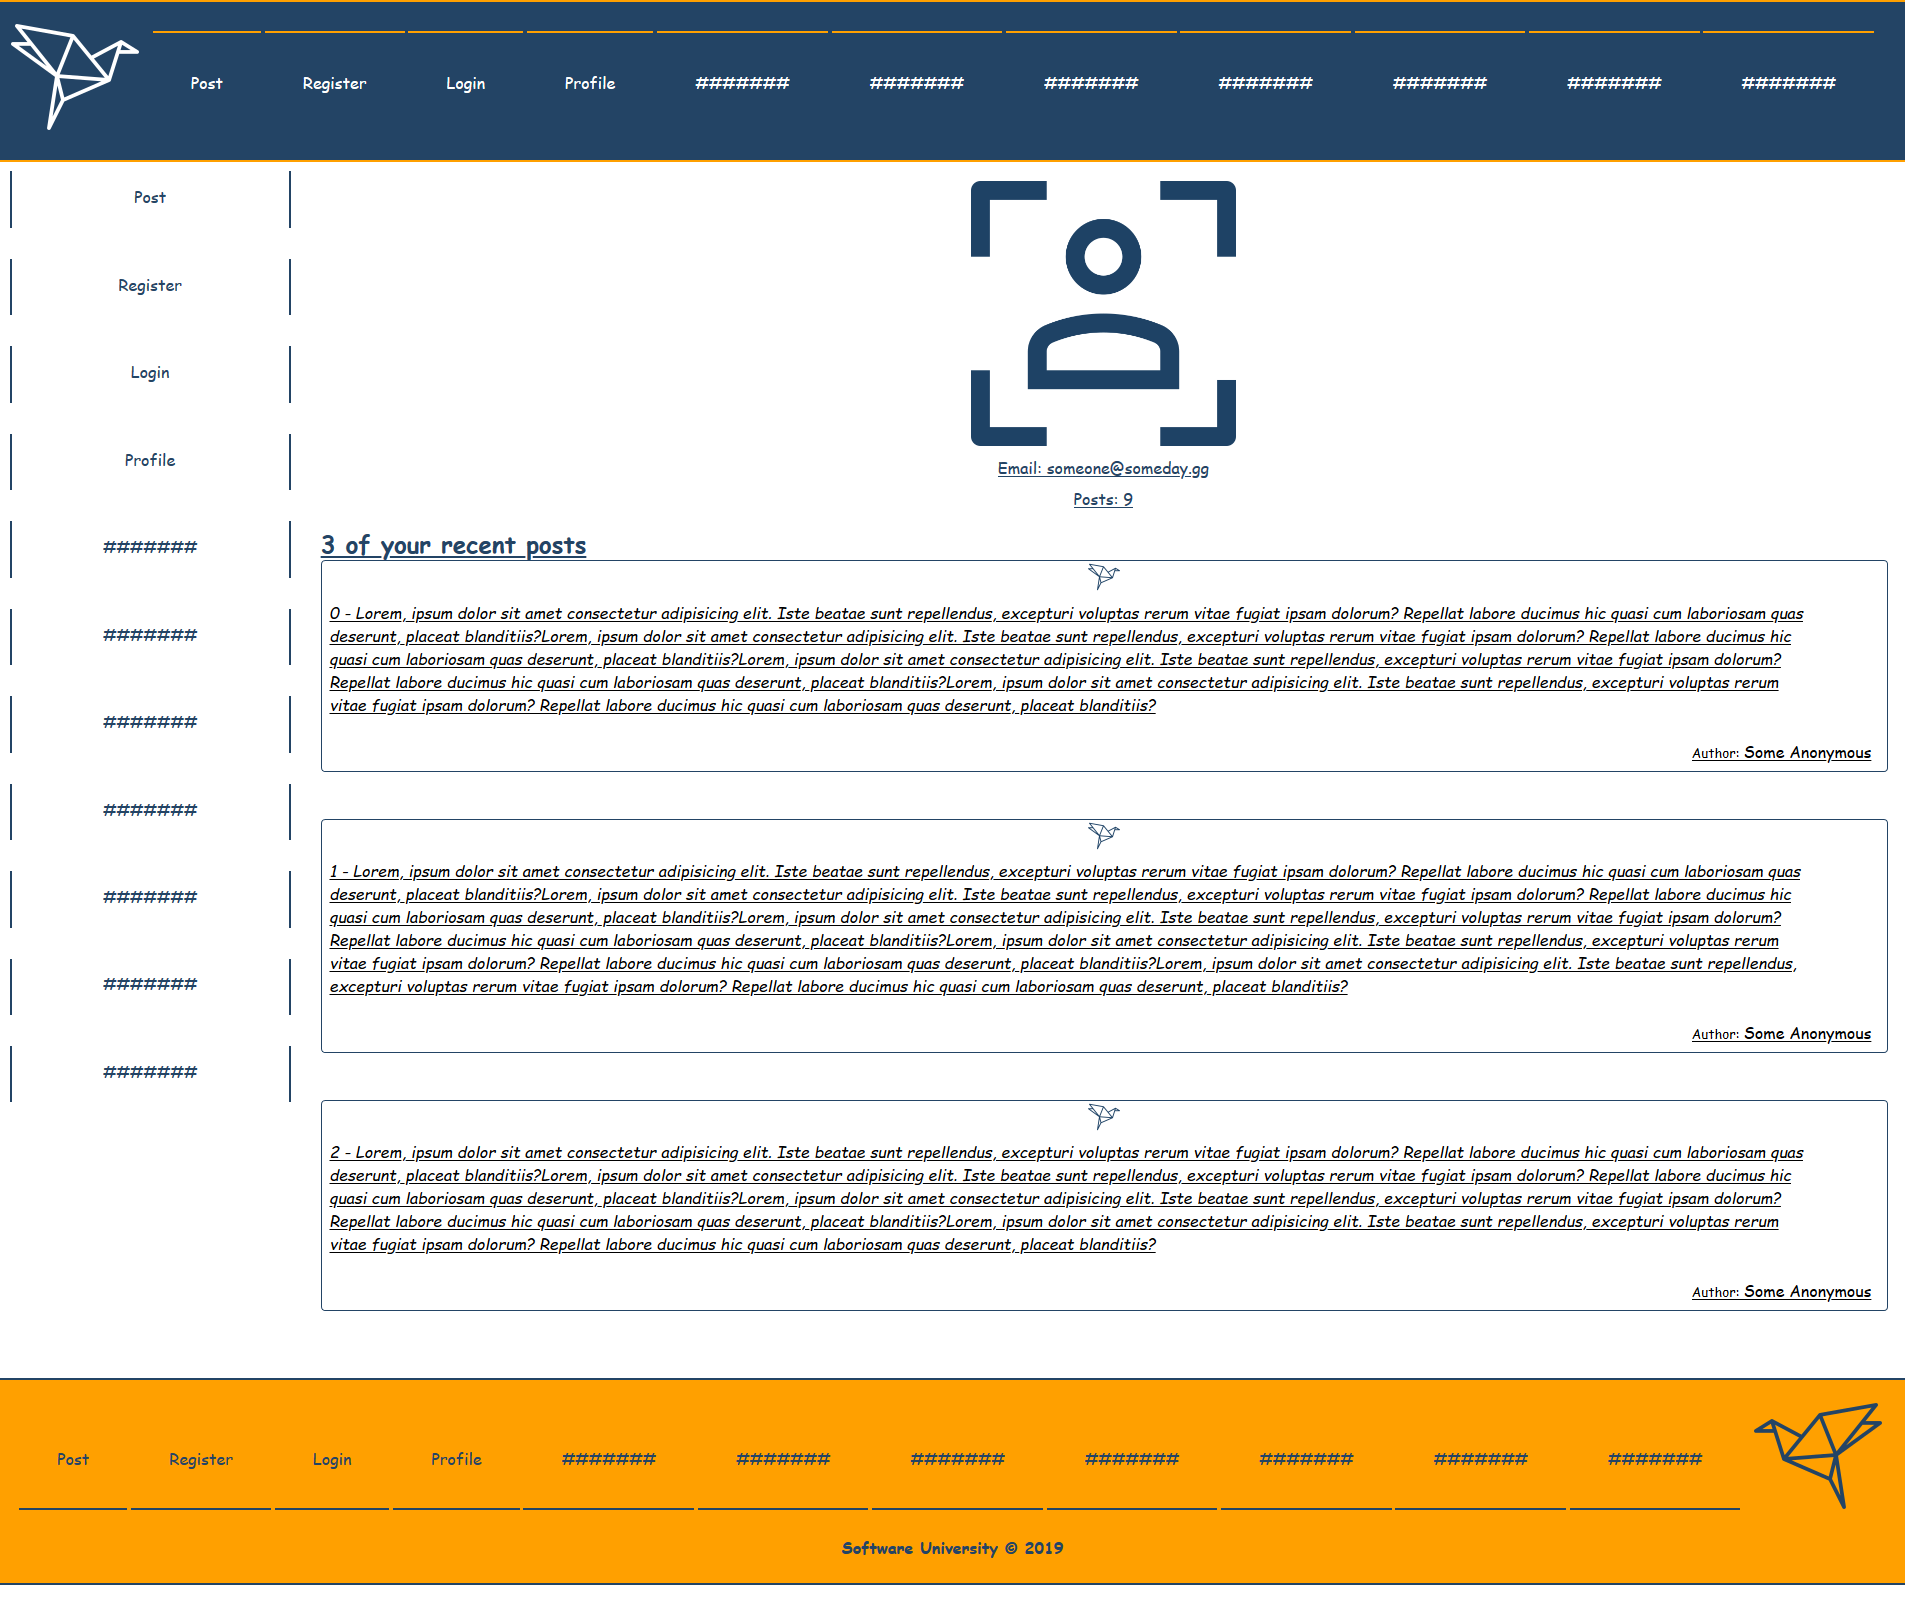 Post Register Login Profile ####### ####### ####### ####### ####### ####### #######
Post
Register
Login
Profile
#######
#######
#######
#######
#######
#######
#######
Email: someone@someday.gg
Posts: 9
3 of your recent posts
0 - Lorem, ipsum dolor sit amet consectetur adipisicing elit. Iste beatae sunt repellendus, excepturi voluptas rerum vitae fugiat ipsam dolorum? Repellat labore ducimus hic quasi cum laboriosam quas
deserunt, placeat blanditiis?Lorem, ipsum dolor sit amet consectetur adipisicing elit. Iste beatae sunt repellendus, excepturi voluptas rerum vitae fugiat ipsam dolorum? Repellat labore ducimus hic
quasi cum laboriosam quas deserunt, placeat blanditiis?Lorem, ipsum dolor sit amet consectetur adipisicing elit. Iste beatae sunt repellendus, excepturi voluptas rerum vitae fugiat ipsam dolorum?
Repellat labore ducimus hic quasi cum laboriosam quas deserunt, placeat blanditiis?Lorem, ipsum dolor sit amet consectetur adipisicing elit. Iste beatae sunt repellendus, excepturi voluptas rerum
vitae fugiat ipsam dolorum? Repellat labore ducimus hic quasi cum laboriosam quas deserunt, placeat blanditiis?
Author: Some Anonymous
1 - Lorem, ipsum dolor sit amet consectetur adipisicing elit. Iste beatae sunt repellendus, excepturi voluptas rerum vitae fugiat ipsam dolorum? Repellat labore ducimus hic quasi cum laboriosam quas
deserunt, placeat blanditiis?Lorem, ipsum dolor sit amet consectetur adipisicing elit. Iste beatae sunt repellendus, excepturi voluptas rerum vitae fugiat ipsam dolorum? Repellat labore ducimus hic
quasi cum laboriosam quas deserunt, placeat blanditiis?Lorem, ipsum dolor sit amet consectetur adipisicing elit. Iste beatae sunt repellendus, excepturi voluptas rerum vitae fugiat ipsam dolorum?
Repellat labore ducimus hic quasi cum laboriosam quas deserunt, placeat blanditiis?Lorem, ipsum dolor sit amet consectetur adipisicing elit. Iste beatae sunt repellendus, excepturi voluptas rerum
vitae fugiat ipsam dolorum? Repellat labore ducimus hic quasi cum laboriosam quas deserunt, placeat blanditiis?Lorem, ipsum dolor sit amet consectetur adipisicing elit. Iste beatae sunt repellendus,
excepturi voluptas rerum vitae fugiat ipsam dolorum? Repellat labore ducimus hic quasi cum laboriosam quas deserunt, placeat blanditiis?
Author: Some Anonymous
2 - Lorem, ipsum dolor sit amet consectetur adipisicing elit. Iste beatae sunt repellendus, excepturi voluptas rerum vitae fugiat ipsam dolorum? Repellat labore ducimus hic quasi cum laboriosam quas
deserunt, placeat blanditiis?Lorem, ipsum dolor sit amet consectetur adipisicing elit. Iste beatae sunt repellendus, excepturi voluptas rerum vitae fugiat ipsam dolorum? Repellat labore ducimus hic
quasi cum laboriosam quas deserunt, placeat blanditiis?Lorem, ipsum dolor sit amet consectetur adipisicing elit. Iste beatae sunt repellendus, excepturi voluptas rerum vitae fugiat ipsam dolorum?
Repellat labore ducimus hic quasi cum laboriosam quas deserunt, placeat blanditiis?Lorem, ipsum dolor sit amet consectetur adipisicing elit. Iste beatae sunt repellendus, excepturi voluptas rerum
vitae fugiat ipsam dolorum? Repellat labore ducimus hic quasi cum laboriosam quas deserunt, placeat blanditiis?
Author: Some Anonymous
Post Register Login Profile ####### ####### ####### ####### ####### ####### #######
Software University © 2019